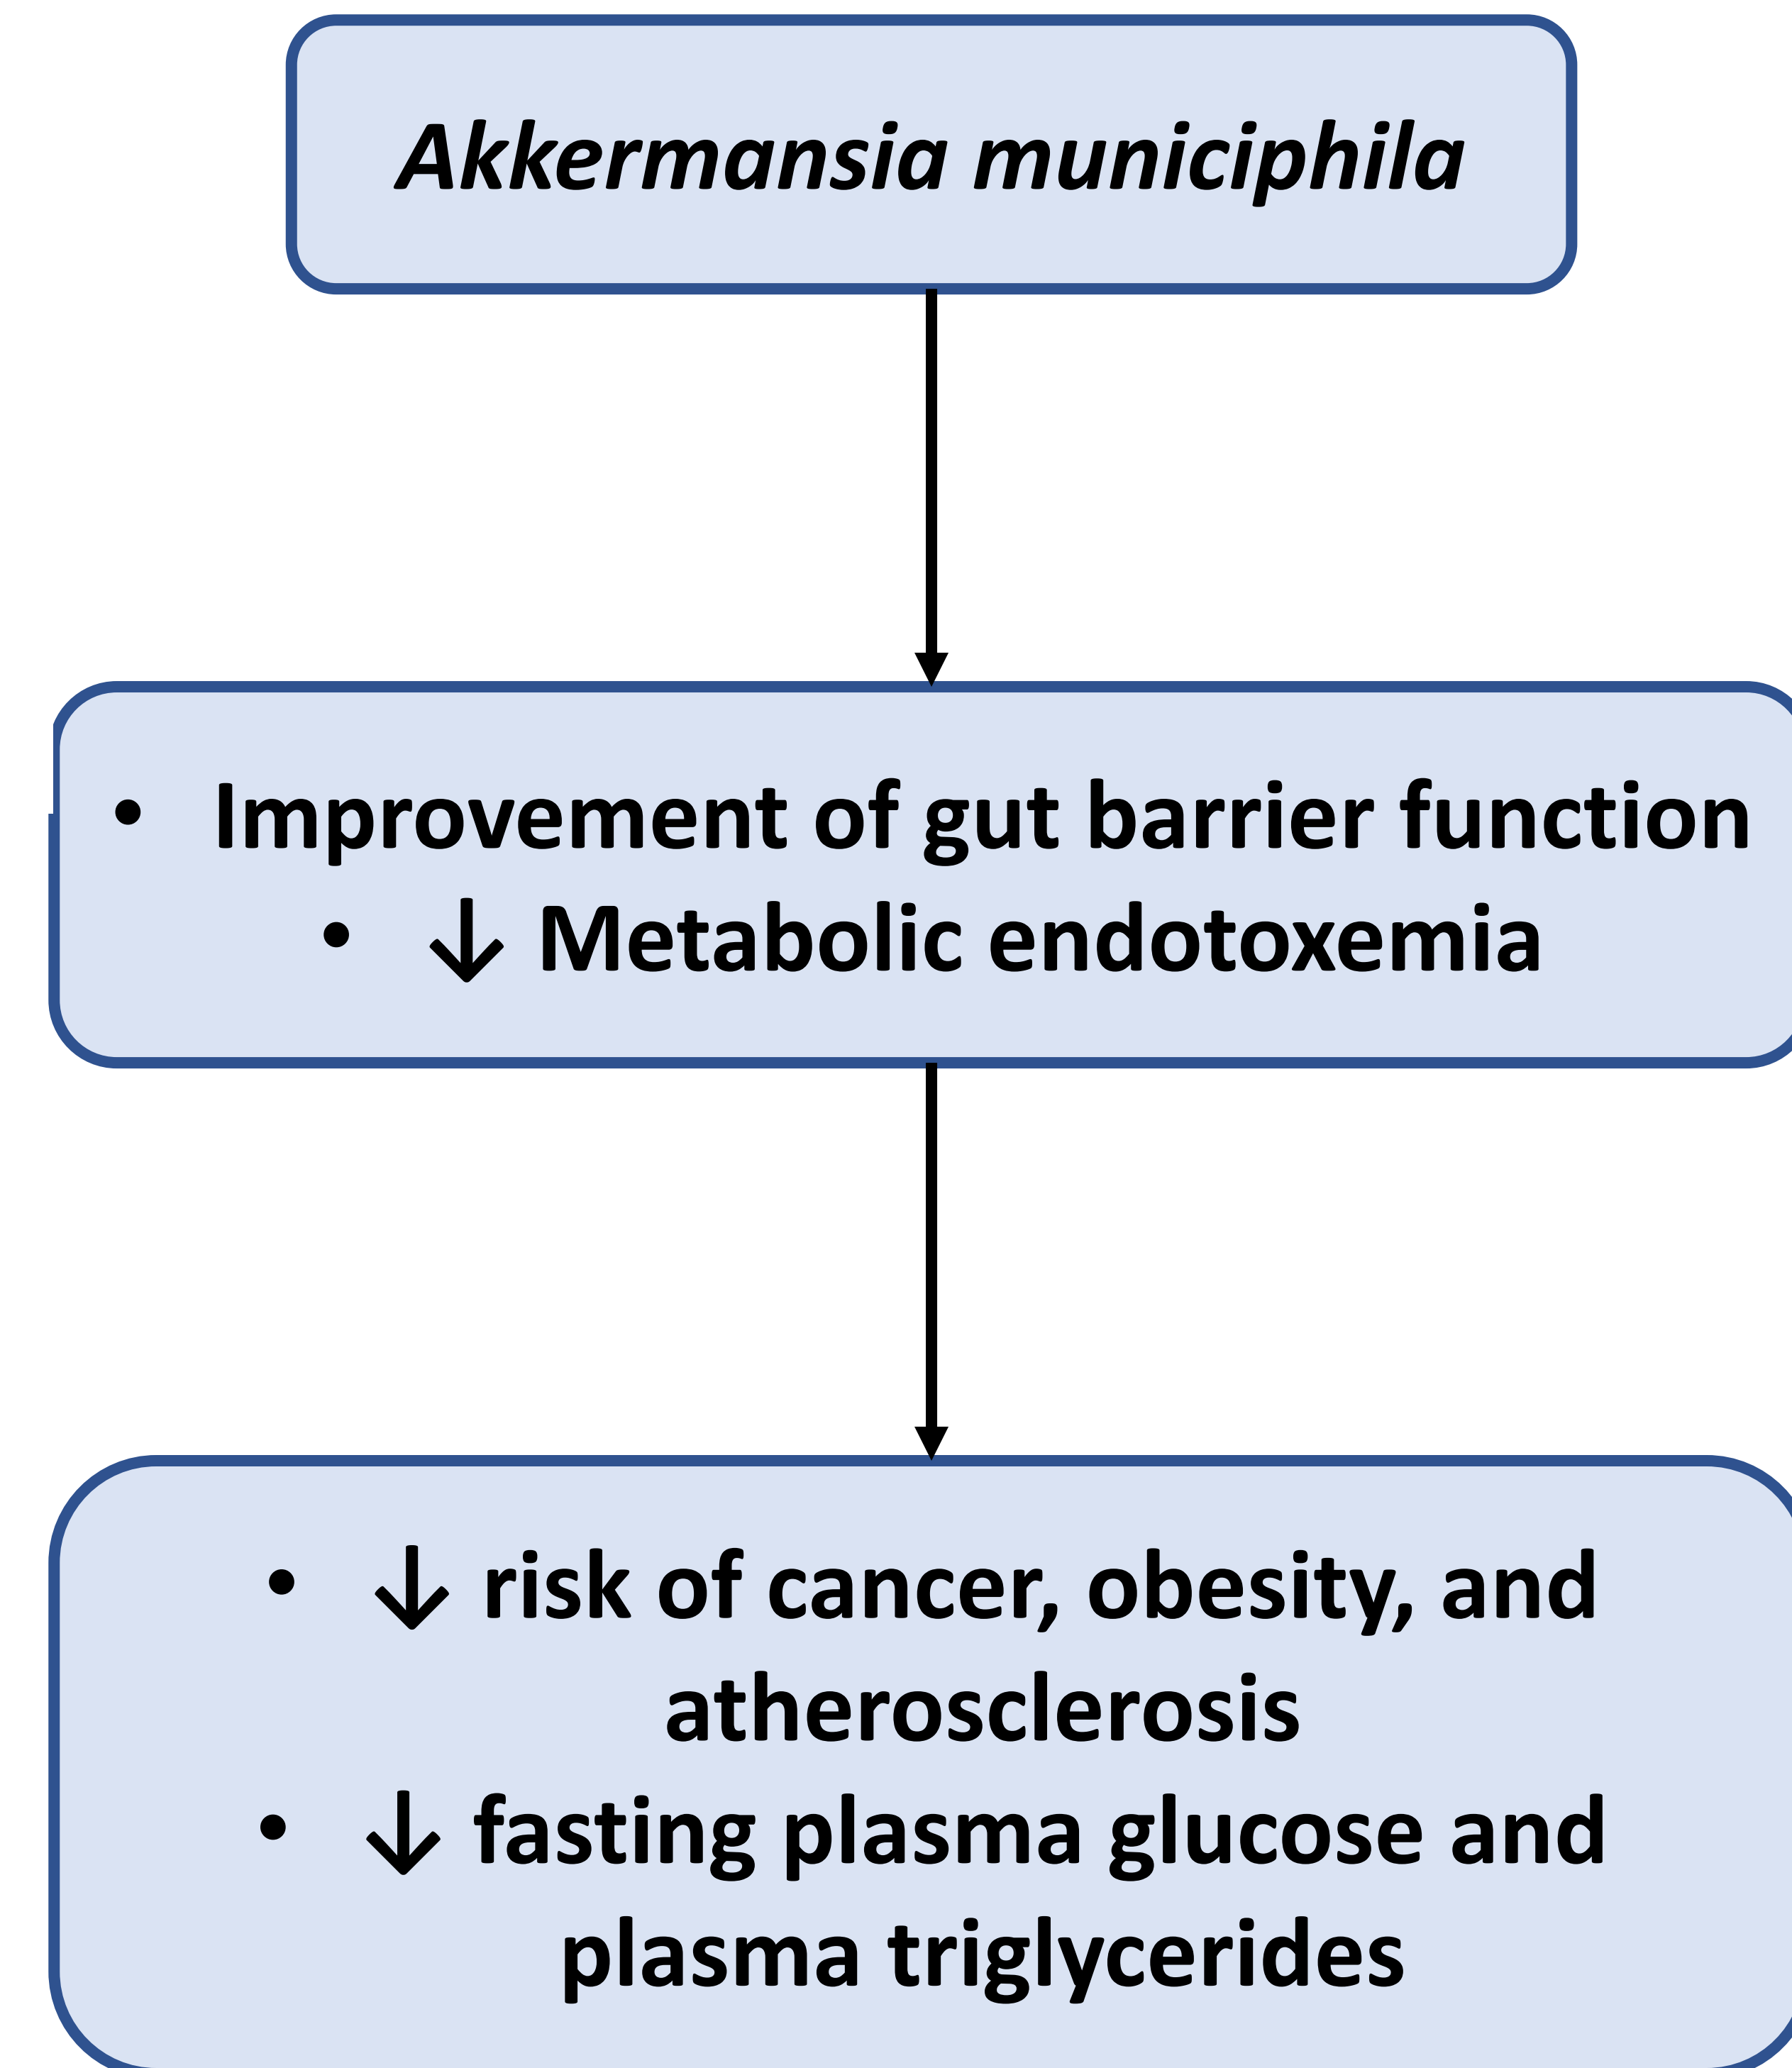 Akkermansia municiphila
• Improvement of gut barrier function
• ↓ Metabolic endotoxemia
• ↓ risk of cancer, obesity, and
atherosclerosis
• ↓ fasting plasma glucose and
plasma triglycerides